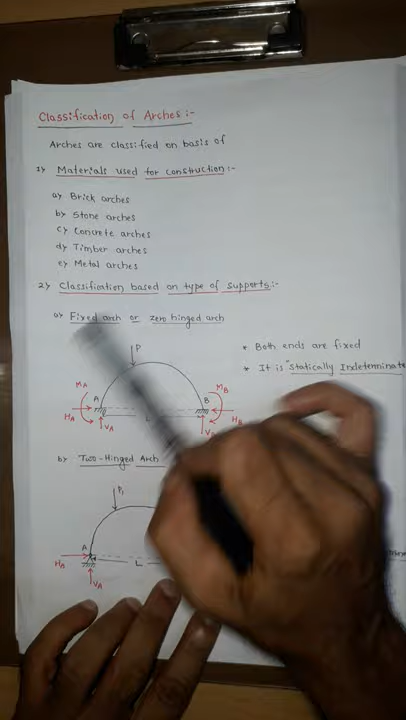 Classification of Arches :-
Arches are classified on basis of
1) Materials used for construction :-
a) Brick arches
b) Stone arches
c) Concrete arches
d) Timber arches
e) Metal arches
2) Classification based on type of supports :-
a) Fixed arch or zero hinged arch
* Both ends are fixed
* It is "Statically Indeterminate
P
MA
MB
A
B
HA
L
HB
VA
b) Two-Hinged Arch
P1
A
HA
L
VA